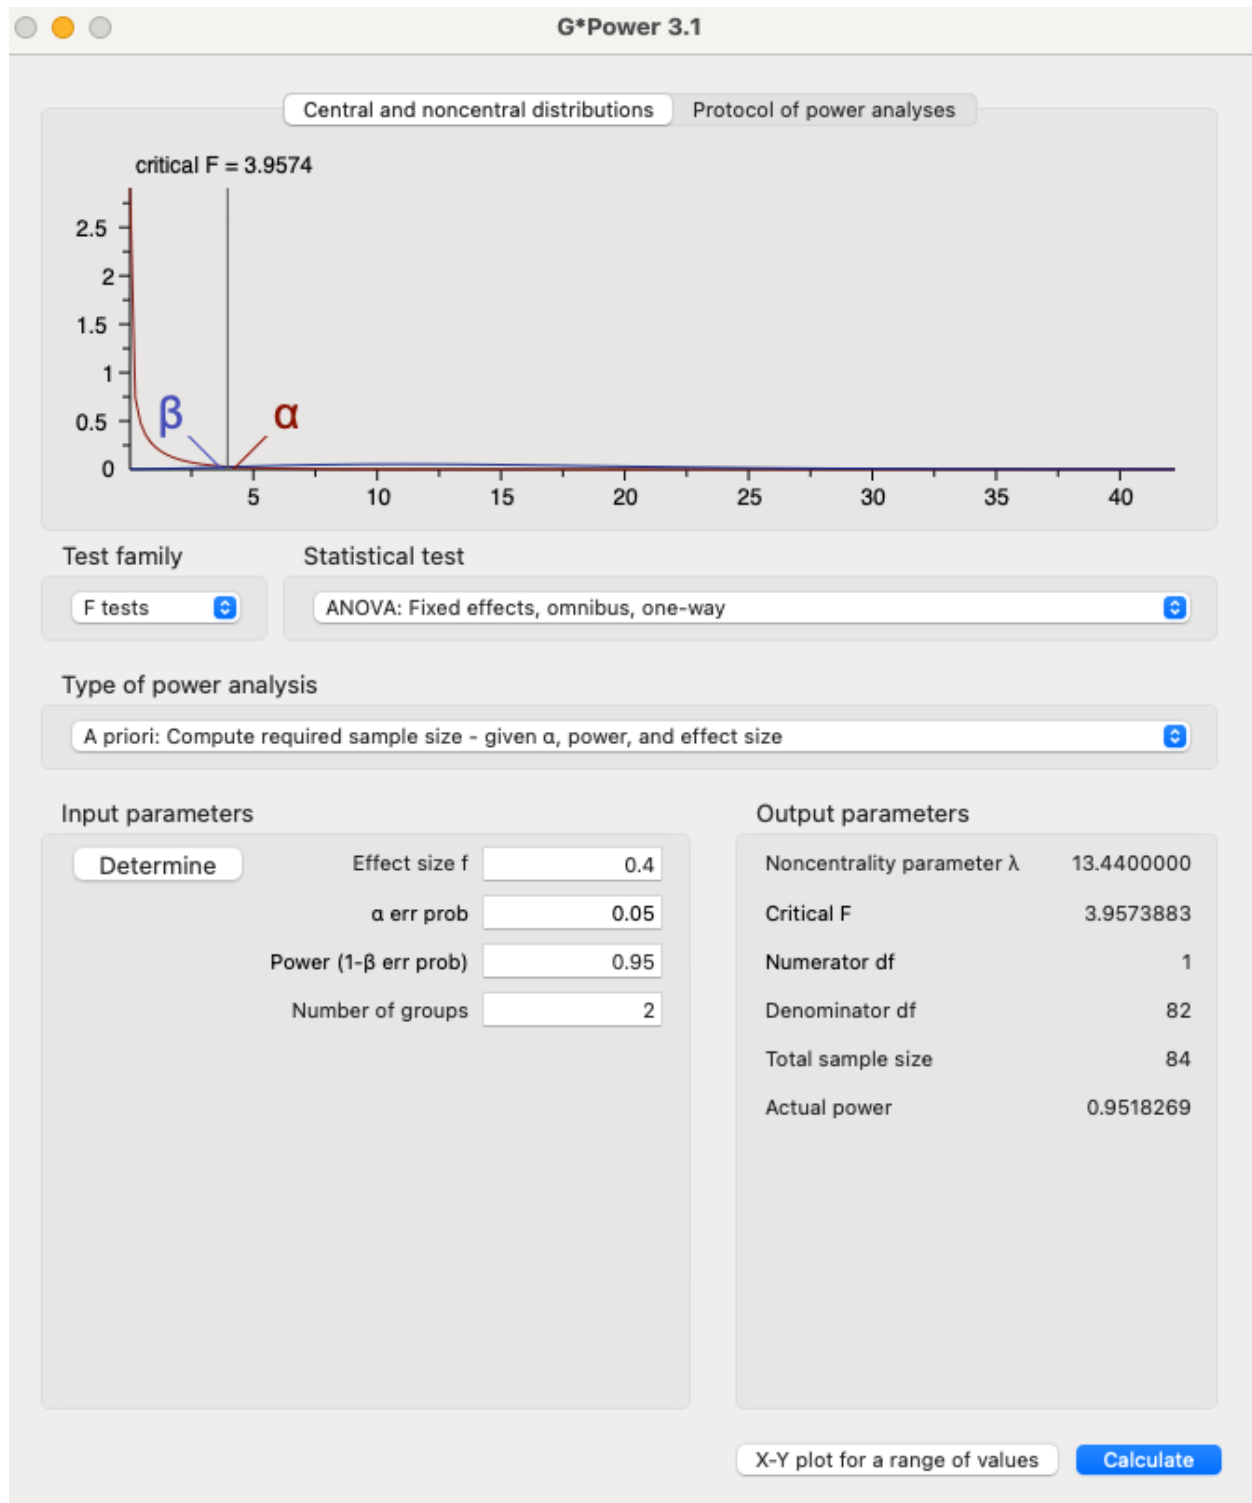 G*Power 3.1
Central and noncentral distributions Protocol of power analyses
critical F = 3.9574
2.5
2
1.5
1
0.5
0
β α
5 10 15 20 25 30 35 40
Test family Statistical test
F tests ANOVA: Fixed effects, omnibus, one-way
Type of power analysis
A priori: Compute required sample size - given α, power, and effect size
Input parameters
Determine Effect size f 0.4
α err prob 0.05
Power (1-β err prob) 0.95
Number of groups 2
Output parameters
Noncentrality parameter λ 13.4400000
Critical F 3.9573883
Numerator df 1
Denominator df 82
Total sample size 84
Actual power 0.9518269
X-Y plot for a range of values Calculate